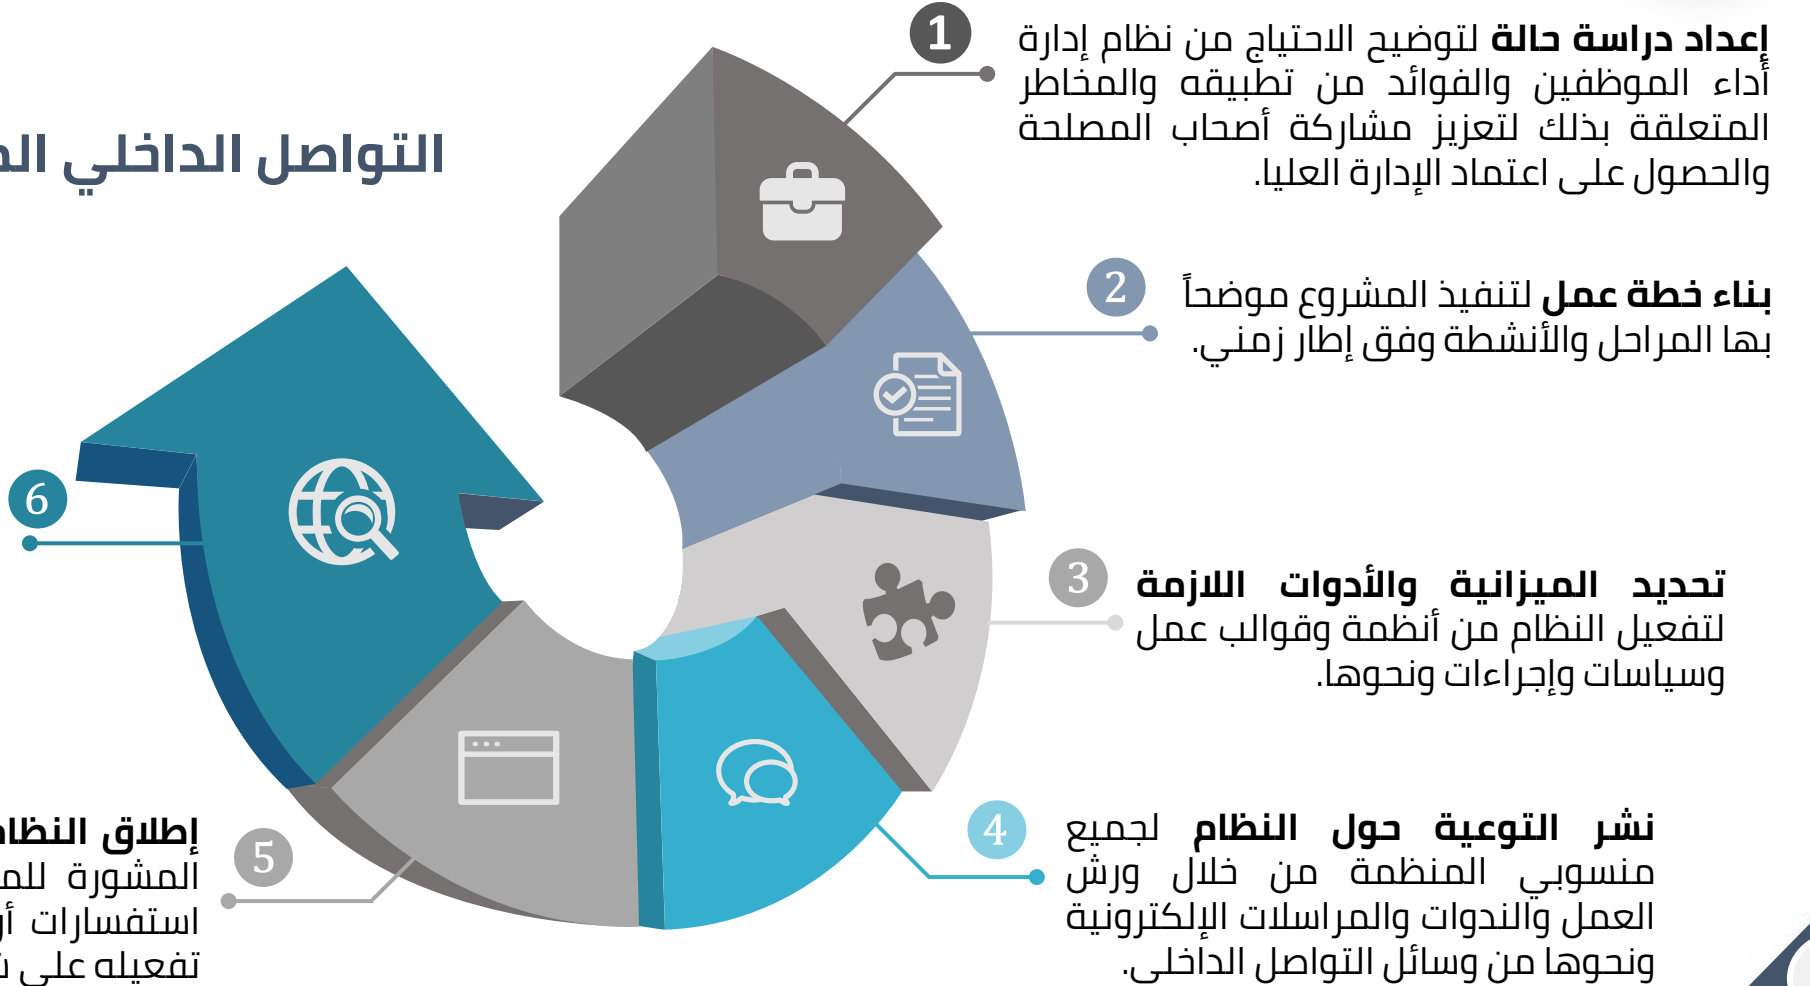 التواصل الداخلي
1
إعداد دراسة حالة لتوضيح الاحتياج من نظام إدارة
أداء الموظفين والفوائد من تطبيقه والمخاطر
المتعلقة بذلك لتعزيز مشاركة أصحاب المصلحة
والحصول على اعتماد الإدارة العليا.
2
بناء خطة عمل لتنفيذ المشروع موضحاً
بها المراحل والأنشطة وفق إطار زمني.
3
تحديد الميزانية والأدوات اللازمة
لتفعيل النظام من أنظمة وقوالب عمل
وسياسات وإجراءات ونحوها.
4
نشر التوعية حول النظام لجميع
منسوبي المنظمة من خلال ورش
العمل والندوات والمراسلات الإلكترونية
ونحوها من وسائل التواصل الداخلي.
5
إطلاق
المشورة
استفسارات
تفعيله على
6